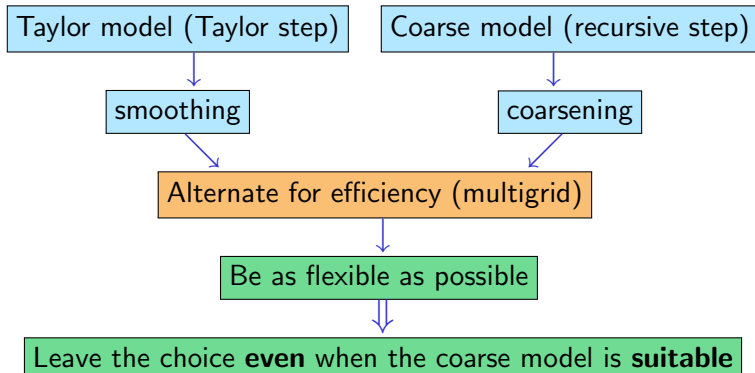 Taylor model (Taylor step)
Coarse model (recursive step)
smoothing
coarsening
Alternate for efficiency (multigrid)
Be as flexible as possible
Leave the choice even when the coarse model is suitable